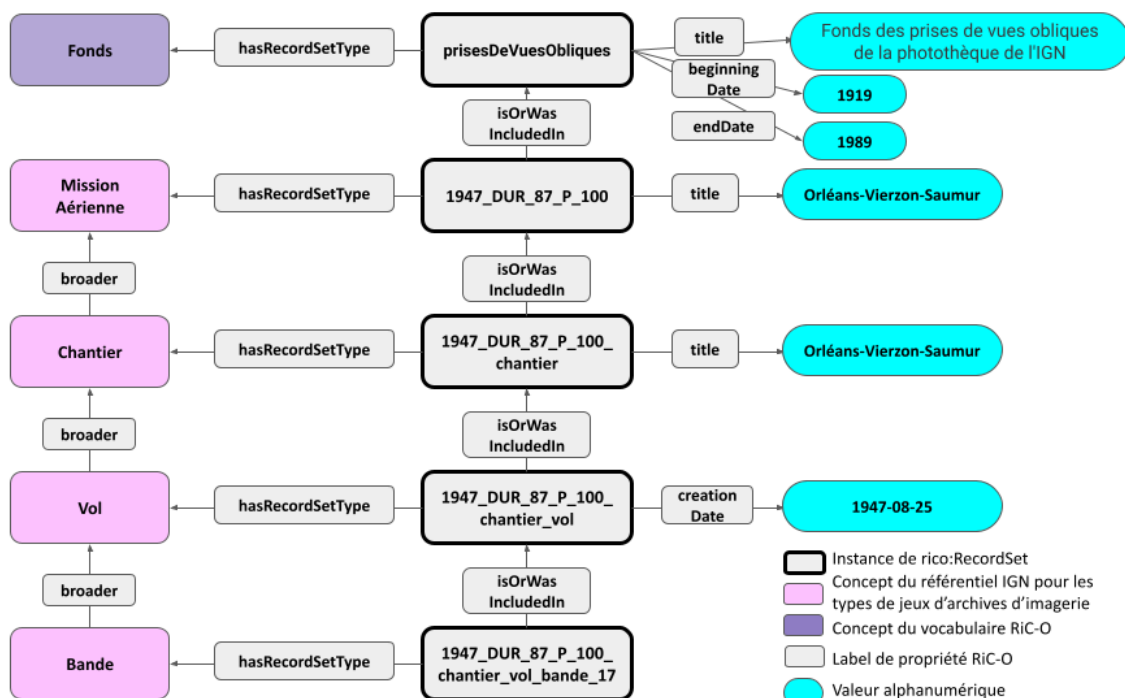 Fonds
hasRecordSetType
prisesDeVuesObliques
title
Fonds des prises de vues obliques
de la photothèque de l'IGN
beginning
Date
1919
endDate
1989
isOrWas
IncludedIn
Mission
Aérienne
hasRecordSetType
1947_DUR_87_P_100
title
Orléans-Vierzon-Saumur
broader
isOrWas
IncludedIn
Chantier
hasRecordSetType
1947_DUR_87_P_100_
chantier
title
Orléans-Vierzon-Saumur
broader
isOrWas
IncludedIn
Vol
hasRecordSetType
1947_DUR_87_P_100_
chantier_vol
creation
Date
1947-08-25
broader
isOrWas
IncludedIn
Bande
hasRecordSetType
1947_DUR_87_P_100_
chantier_vol_bande_17
Instance de rico:RecordSet
Concept du référentiel IGN pour les
types de jeux d’archives d’imagerie
Concept du vocabulaire RiC-O
Label de propriété RiC-O
Valeur alphanumérique